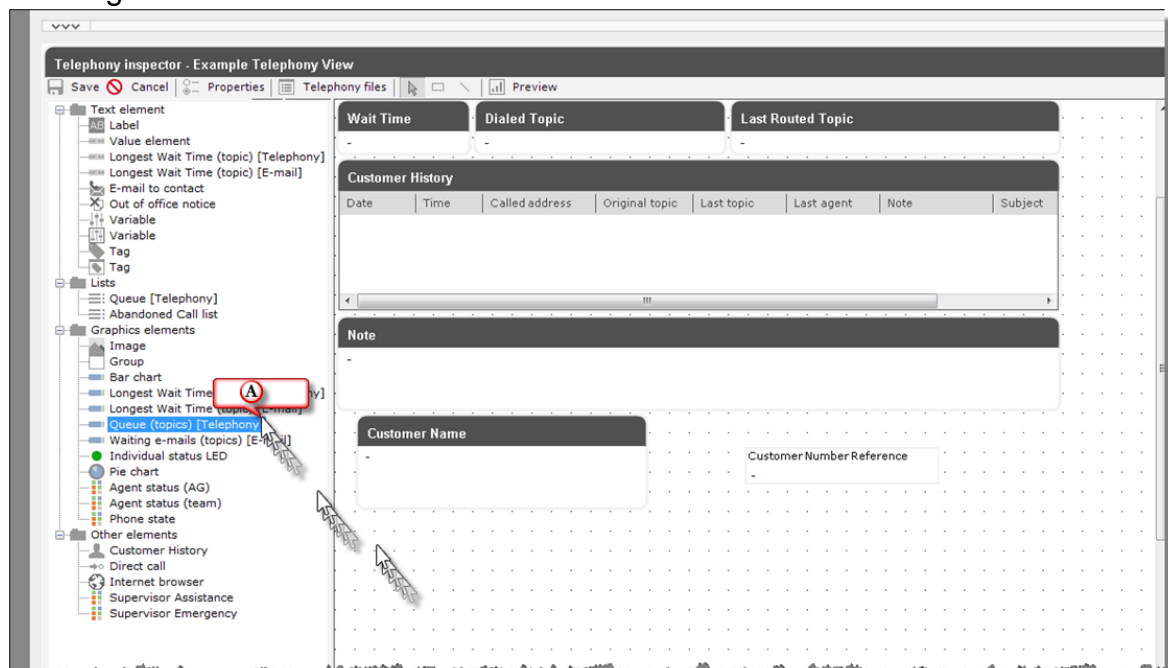 Telephony inspector - Example Telephony View
Save Cancel Properties Telephony files Preview
Text element
AB Label
Value element
Longest Wait Time (topic) [Telephony]
Longest Wait Time (topic) [E-mail]
E-mail to contact
Out of office notice
Variable
Variable
Tag
Tag
Lists
Queue [Telephony]
Abandoned Call list
Graphics elements
Image
Group
Bar chart
Longest Wait Time
A
Longest Wait Time (topic) [E-mail]
Queue (topics) [Telephony
Waiting e-mails (topics) [E-mail]
Individual status LED
Pie chart
Agent status (AG)
Agent status (team)
Phone state
Other elements
Customer History
Direct call
Internet browser
Supervisor Assistance
Supervisor Emergency
Wait Time Dialed Topic Last Routed Topic
- - -
Customer History
Date Time Called address Original topic Last topic Last agent Note Subject
Note
-
Customer Name
-
Customer Number Reference
-